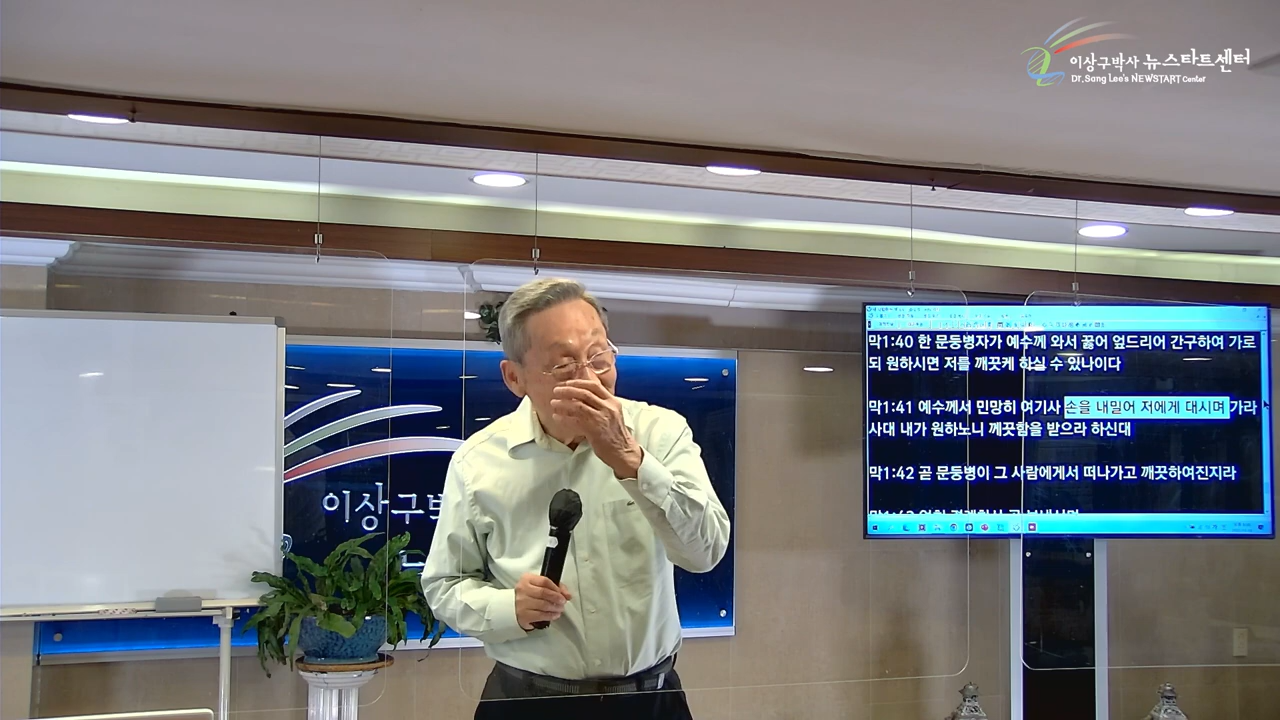 이상구박사 뉴스타트센터
Dr. Sang Lee's NEWSTART Center
막1:40 한 문둥병자가 예수께 와서 꿇어 엎드리어 간구하여 가로
되 원하시면 저를 깨끗케 하실 수 있나이다
막1:41 예수께서 민망히 여기사 손을 내밀어 저에게 대시며 가라
사대 내가 원하노니 깨끗함을 받으라 하신대
막1:42 곧 문둥병이 그 사람에게서 떠나가고 깨끗하여진지라
이상구